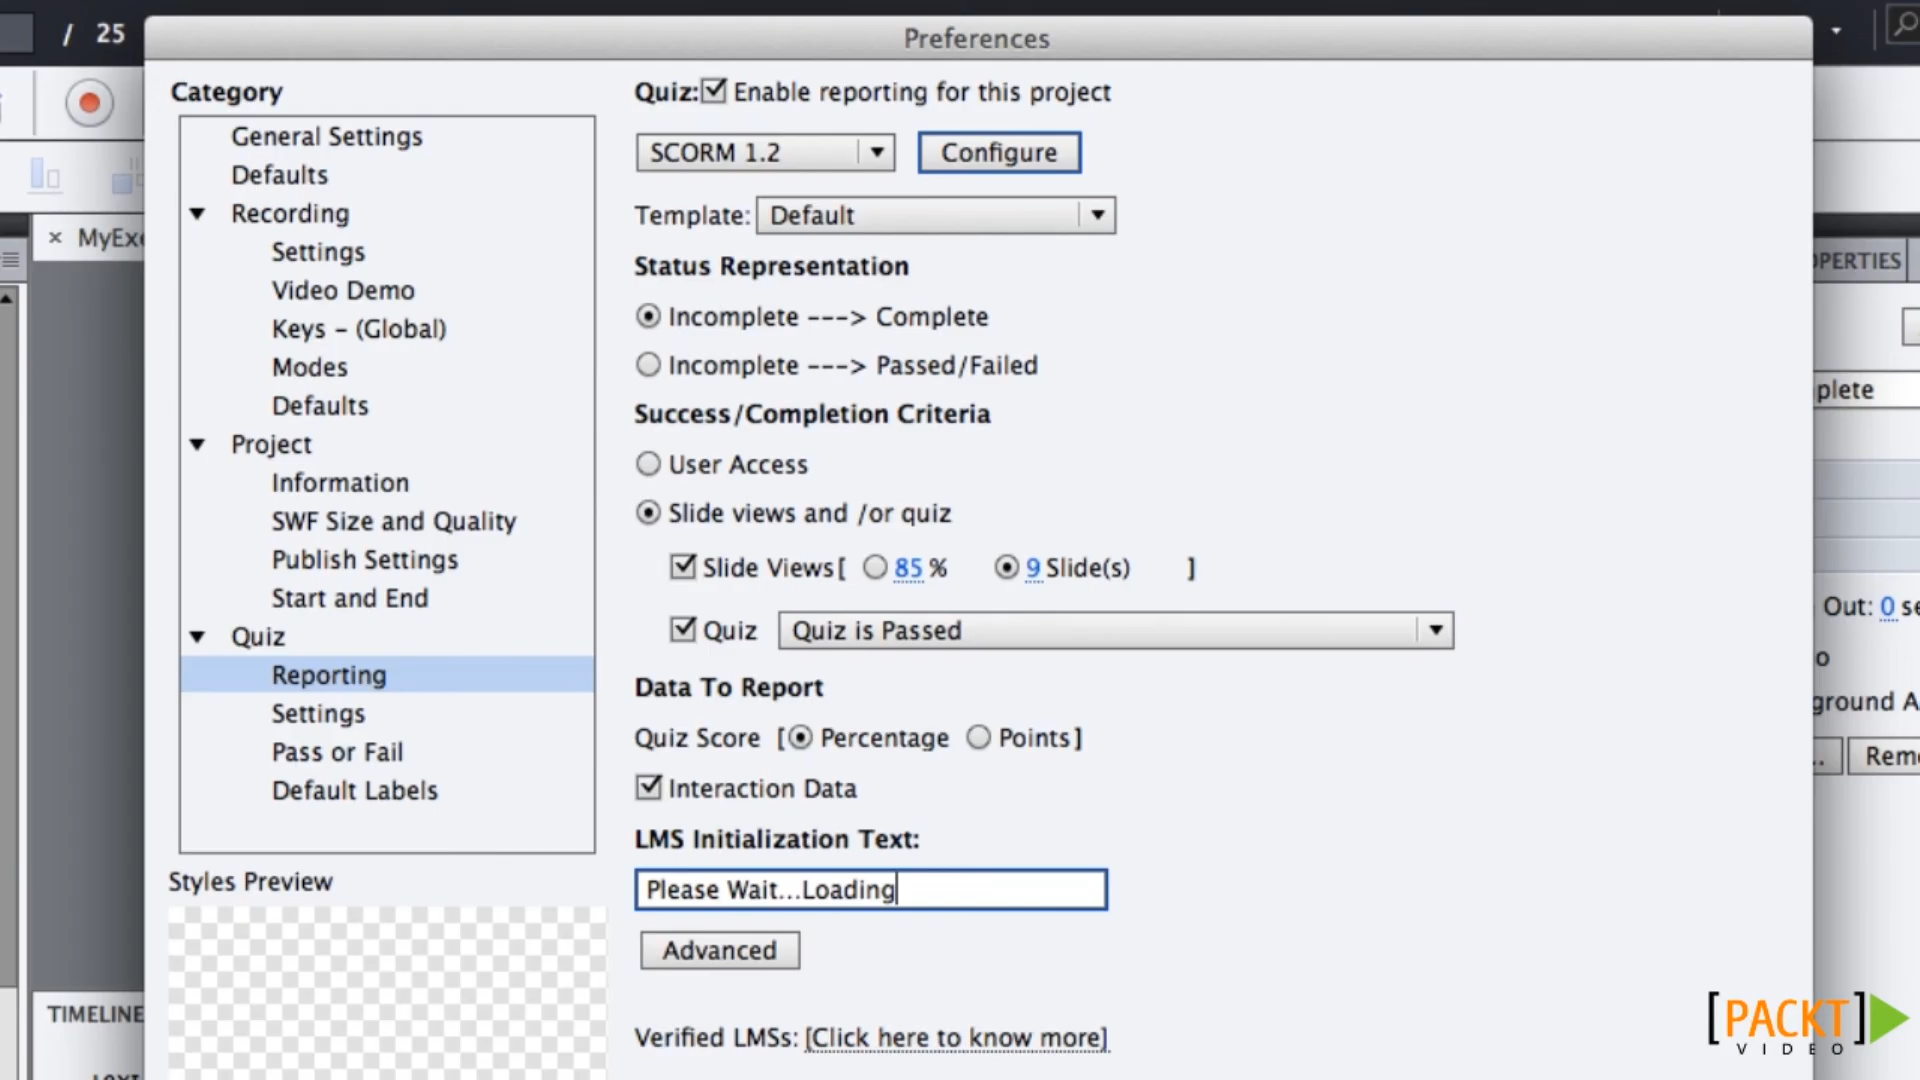 / 25
Preferences
Category
General Settings
Defaults
Recording
Settings
Video Demo
Keys - (Global)
Modes
Defaults
Project
Information
SWF Size and Quality
Publish Settings
Start and End
Quiz
Reporting
Settings
Pass or Fail
Default Labels
Styles Preview
Quiz: Enable reporting for this project
SCORM 1.2 Configure
Template: Default
Status Representation
Incomplete ---> Complete
Incomplete ---> Passed/Failed
Success/Completion Criteria
User Access
Slide views and /or quiz
Slide Views [ 85 % 9 Slide(s) ]
Quiz Quiz is Passed
Data To Report
Quiz Score [ Percentage Points ]
Interaction Data
LMS Initialization Text:
Please Wait...Loading
Advanced
Verified LMSs: [Click here to know more]
× MyExe
TIMELINE
OPERTIES
plete
Out: 0 se
o
ground A
.. Rem
[PACKT]
VIDEO